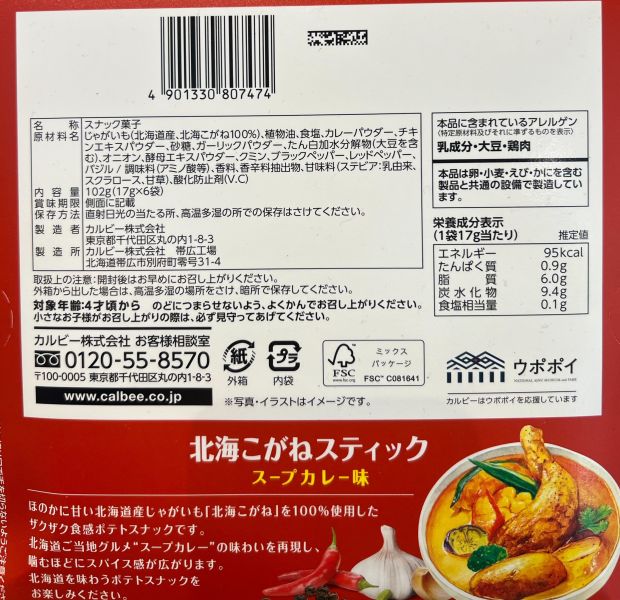 4 901330 807474
名 称 スナック菓子
原材料名 じゃがいも(北海道産、北海こがね100%)、植物油、食塩、カレーパウダー、チキ
ンエキスパウダー、砂糖、ガーリックパウダー、たん白加水分解物(大豆を含
む)、オニオン、酵母エキスパウダー、クミン、ブラックペッパー、レッドペッパー、
バジル / 調味料(アミノ酸等)、香料、香辛料抽出物、甘味料(ステビア:乳由来、
スクラロース、甘草)、酸化防止剤(V.C)
内 容 量 102g(17g×6袋)
賞味期限 側面に記載
保存方法 直射日光の当たる所、高温多湿の所での保存はさけてください。
製 造 者 カルビー株式会社
東京都千代田区丸の内1-8-3
製 造 所 カルビー株式会社 帯広工場
北海道帯広市別府町零号31-4
取扱上の注意:開封後はお早めにお召し上がりください。
外箱から出した場合は、高温多湿の場所をさけ、暗所で保存してください。
対象年齢:4才頃から のどにつまらせないよう、よくかんでお召し上がりください。
小さなお子様がお召し上がりの際は、必ず見守ってあげてください。
カルビー株式会社 お客様相談室
0120-55-8570
〒100-0005 東京都千代田区丸の内1-8-3
www.calbee.co.jp
紙
外箱
プラ
内袋
FSC
www.fsc.org
ミックス
パッケージ
FSC™ C081641
※写真・イラストはイメージです。
本品に含まれているアレルゲン
(特定原材料及びそれに準ずるものを表示)
乳成分・大豆・鶏肉
本品は卵・小麦・えび・かにを含む
製品と共通の設備で製造してい
ます。
栄養成分表示
(1袋17g当たり) 推定値
エネルギー 95kcal
たんぱく質 0.9g
脂 質 6.0g
炭水化物 9.4g
食塩相当量 0.1g
ウポポイ
NATIONAL AINU MUSEUM and PARK
カルビーはウポポイを応援しています
北海こがねスティック
スープカレー味
ほのかに甘い北海道産じゃがいも「北海こがね」を100%使用した
ザクザク食感ポテトスナックです。
北海道ご当地グルメ“スープカレー”の味わいを再現し、
噛むほどにスパイス感が広がります。
北海道を味わうポテトスナックを
お楽しみください。